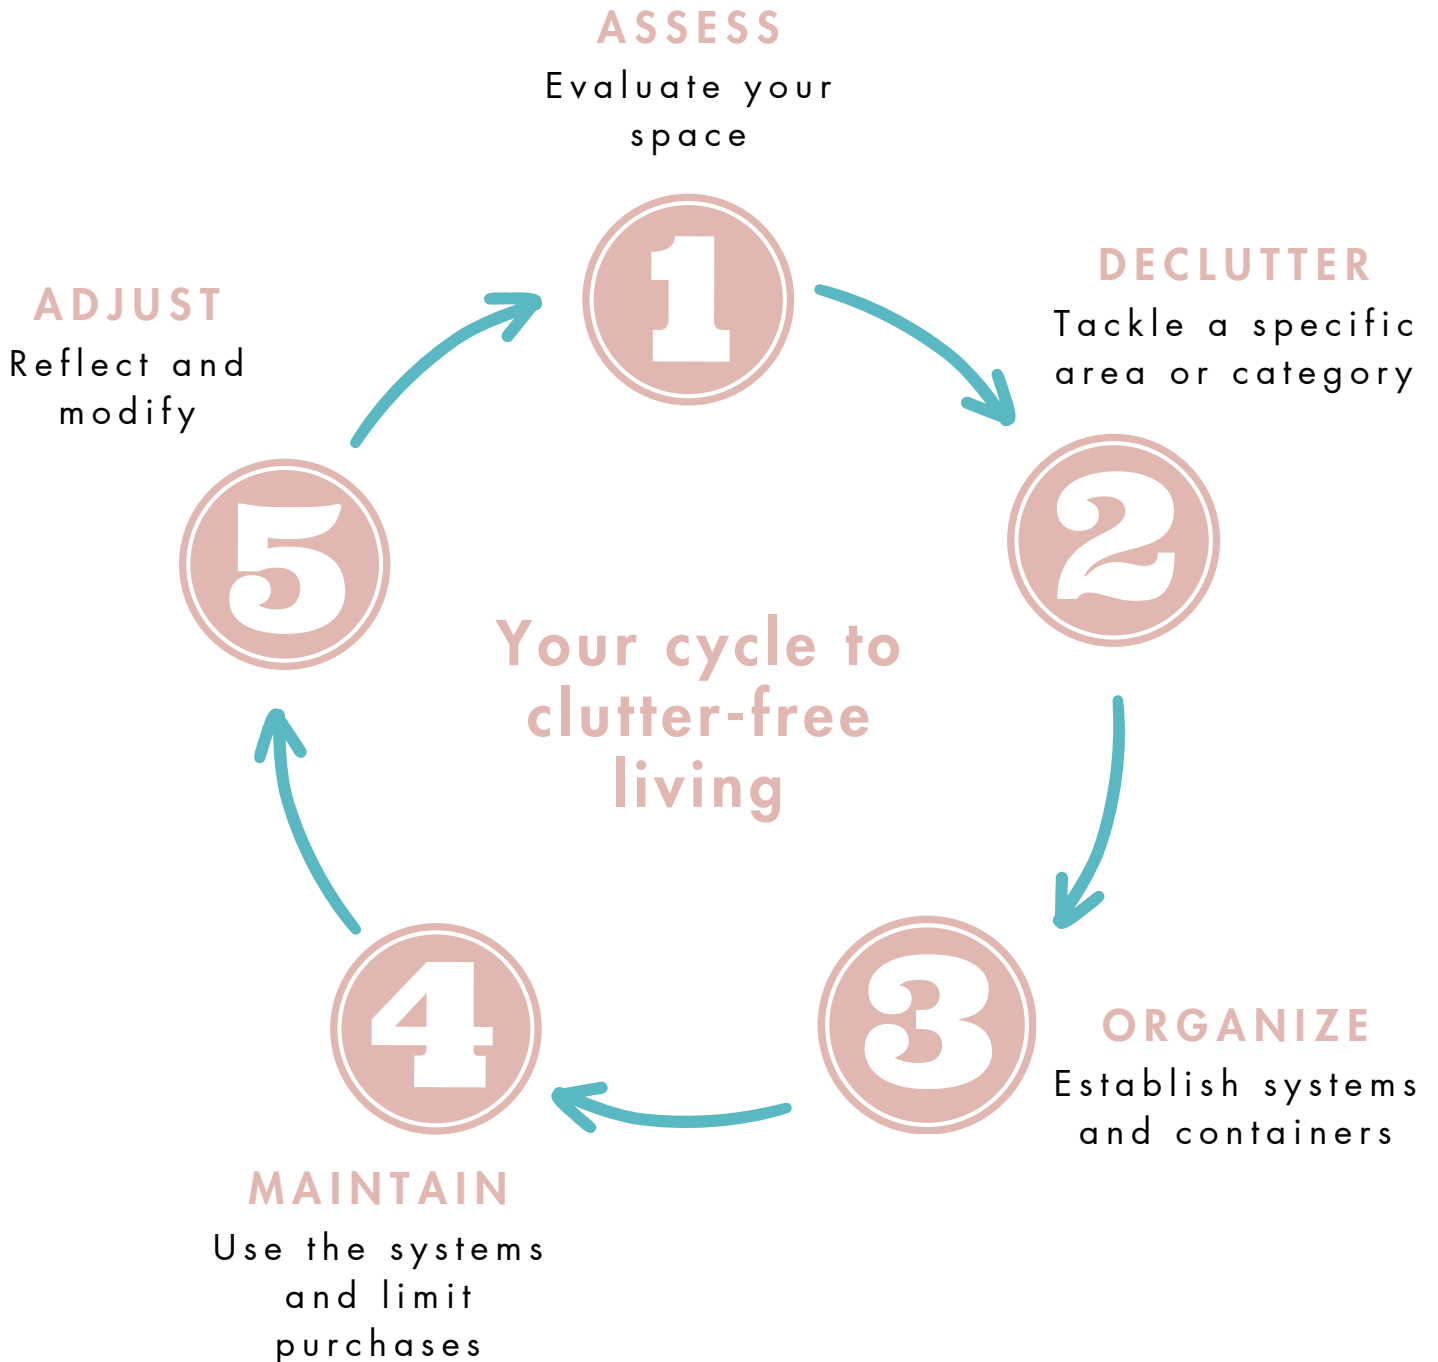 ASSESS
Evaluate your
space
1
DECLUTTER
Tackle a specific
area or category
2
ORGANIZE
Establish systems
and containers
3
MAINTAIN
Use the systems
and limit
purchases
4
ADJUST
Reflect and
modify
5
Your cycle to
clutter-free
living